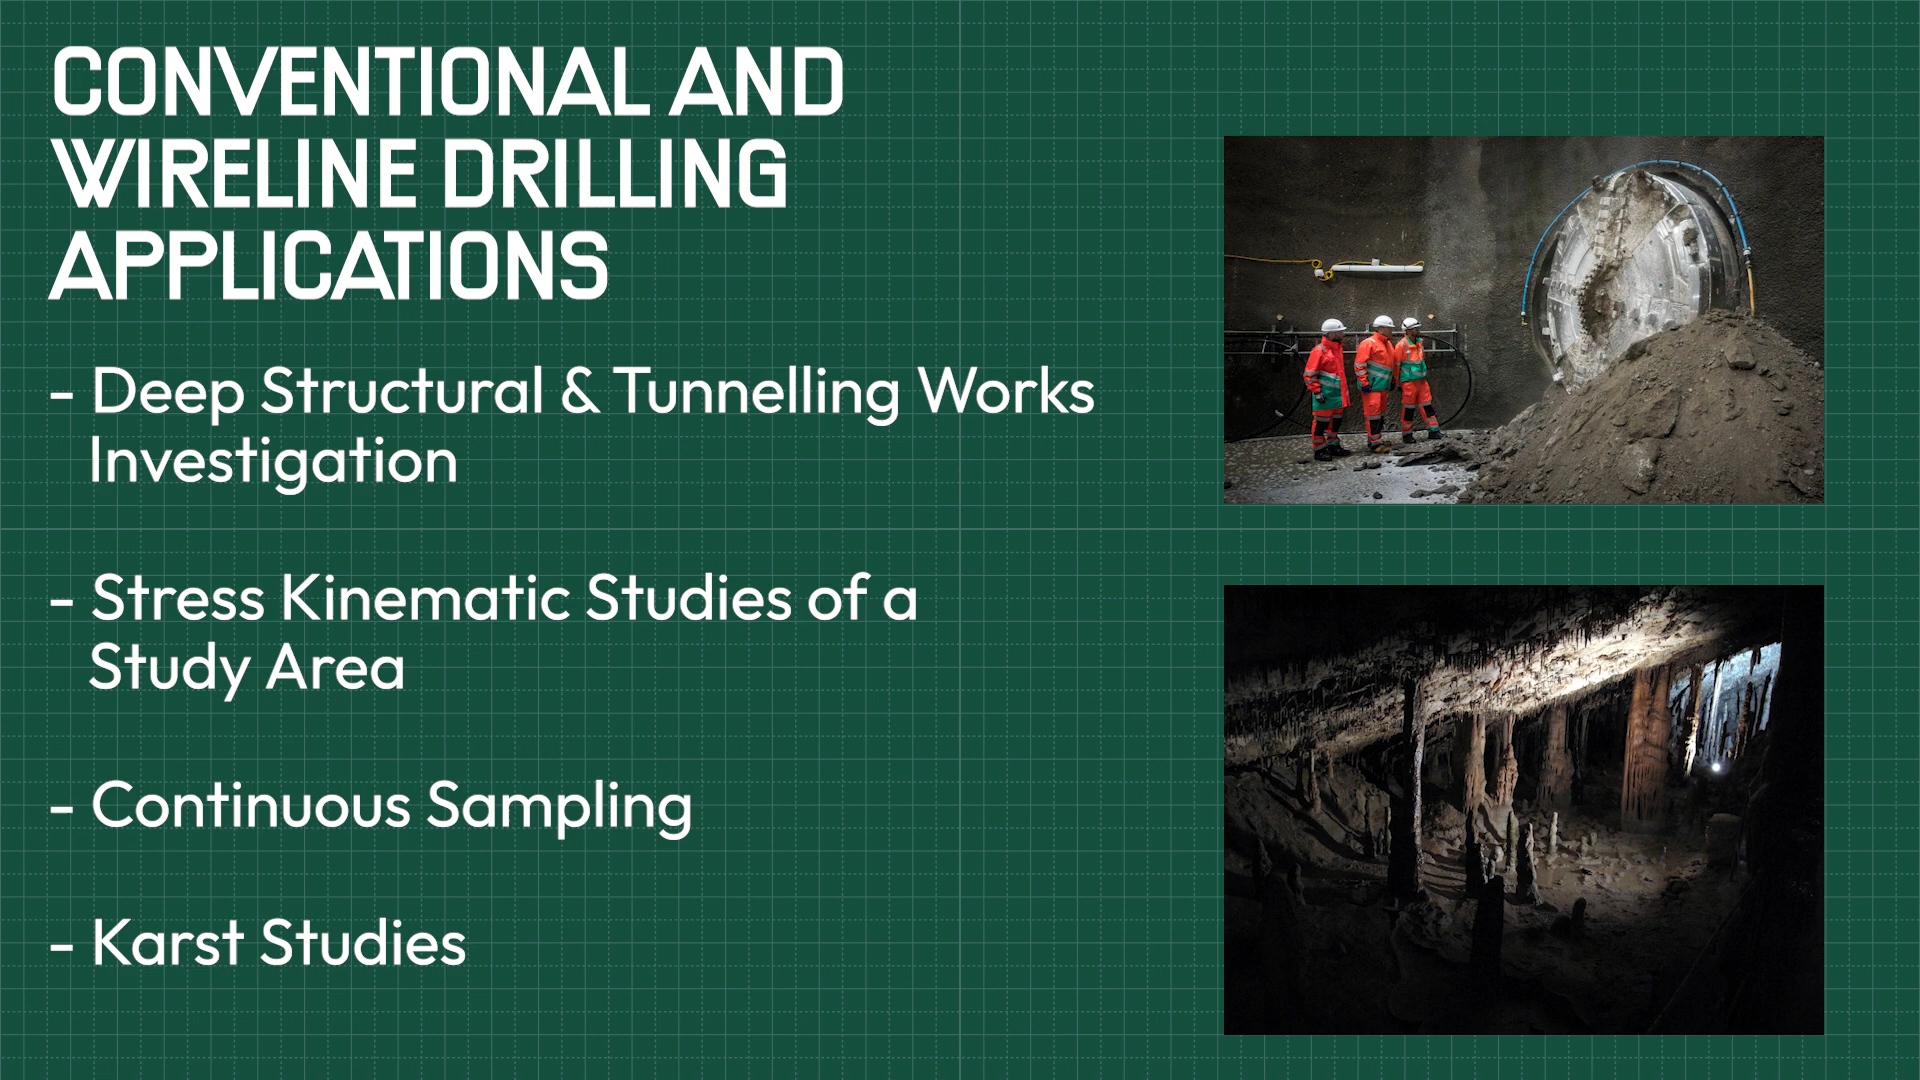 CONVENTIONAL AND
WIRELINE DRILLING
APPLICATIONS
- Deep Structural & Tunnelling Works
Investigation
- Stress Kinematic Studies of a
Study Area
- Continuous Sampling
- Karst Studies